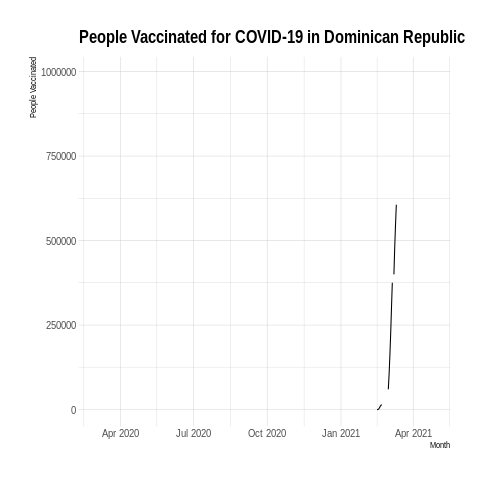 People Vaccinated for COVID-19 in Dominican Republic
People Vaccinated
1000000
750000
500000
250000
0
Apr 2020 Jul 2020 Oct 2020 Jan 2021 Apr 2021
Month